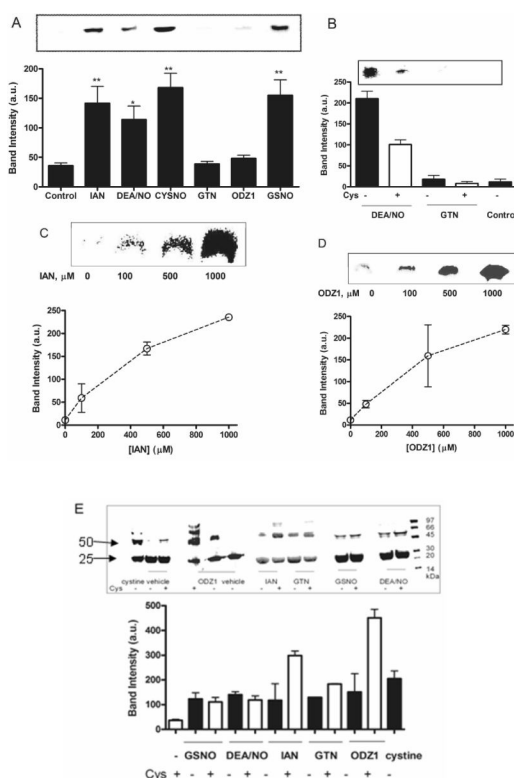 A
Band Intensity (a.u.)
200
150
100
50
0
** * ** **
Control IAN DEA/NO CYSNO GTN ODZ1 GSNO
B
Band Intensity (a.u.)
250
200
150
100
50
0
Cys - + - + -
DEA/NO GTN Control
C
IAN, μM 0 100 500 1000
Band Intensity (a.u.)
250
200
150
100
50
0
0 200 400 600 800 1000
[IAN] (μM)
D
ODZ1, μM 0 100 500 1000
Band Intensity (a.u.)
250
200
150
100
50
0
0 200 400 600 800 1000
[ODZ1] (μM)
E
50
25
97
66
45
30
20
14
kDa
cystine vehicle ODZ1 vehicle IAN GTN GSNO DEA/NO
Cys
Band Intensity (a.u.)
500
400
300
200
100
0
- GSNO DEA/NO IAN GTN ODZ1 cystine
Cys + - + - + - + - + - + -